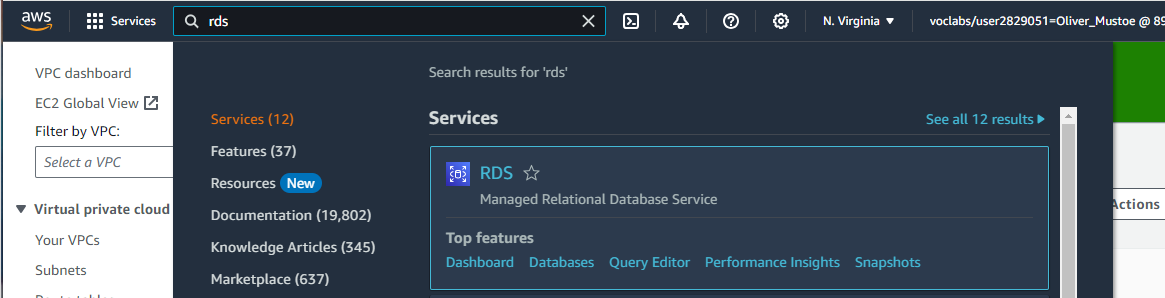 aws
Services
rds
N. Virginia
voclabs/user2829051=Oliver_Mustoe @ 89
VPC dashboard
EC2 Global View
Filter by VPC:
Select a VPC
Virtual private cloud
Your VPCs
Subnets
Search results for 'rds'
Services (12)
Features (37)
Resources New
Documentation (19,802)
Knowledge Articles (345)
Marketplace (637)
Services
See all 12 results
RDS
Managed Relational Database Service
Top features
Dashboard Databases Query Editor Performance Insights Snapshots
Actions